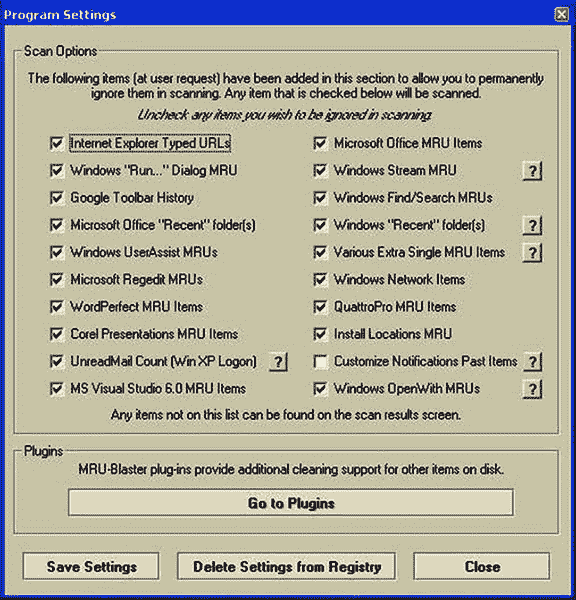 Program Settings
Scan Options
The following items (at user request) have been added in this section to allow you to permanently
ignore them in scanning. Any item that is checked below will be scanned.
Uncheck any items you wish to be ignored in scanning
Internet Explorer Typed URLs
Microsoft Office MRU Items
Windows "Run..." Dialog MRU
Windows Stream MRU ?
Google Toolbar History
Windows Find/Search MRUs
Microsoft Office "Recent" folder(s)
Windows "Recent" folder(s) ?
Windows UserAssist MRUs
Various Extra Single MRU Items ?
Microsoft Regedit MRUs
Windows Network Items
WordPerfect MRU Items
QuattroPro MRU Items
Corel Presentations MRU Items
Install Locations MRU
UnreadMail Count (Win XP Logon) ?
Customize Notifications Past Items ?
MS Visual Studio 6.0 MRU Items
Windows OpenWith MRUs ?
Any items not on this list can be found on the scan results screen.
Plugins
MRU-Blaster plug-ins provide additional cleaning support for other items on disk.
Go to Plugins
Save Settings
Delete Settings from Registry
Close